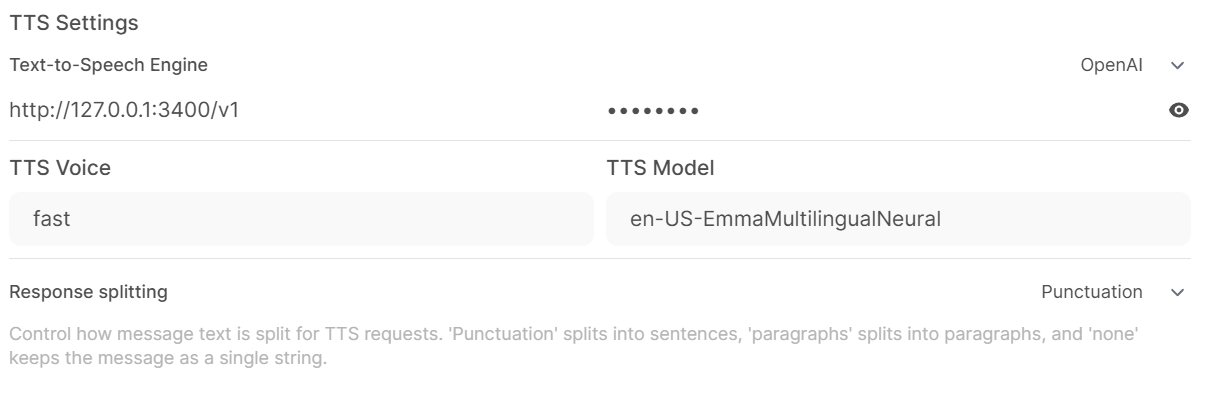 TTS Settings
Text-to-Speech Engine
OpenAI
http://127.0.0.1:3400/v1
••••••••
TTS Voice
TTS Model
fast
en-US-EmmaMultilingualNeural
Response splitting
Punctuation
Control how message text is split for TTS requests. 'Punctuation' splits into sentences, 'paragraphs' splits into paragraphs, and 'none'
keeps the message as a single string.